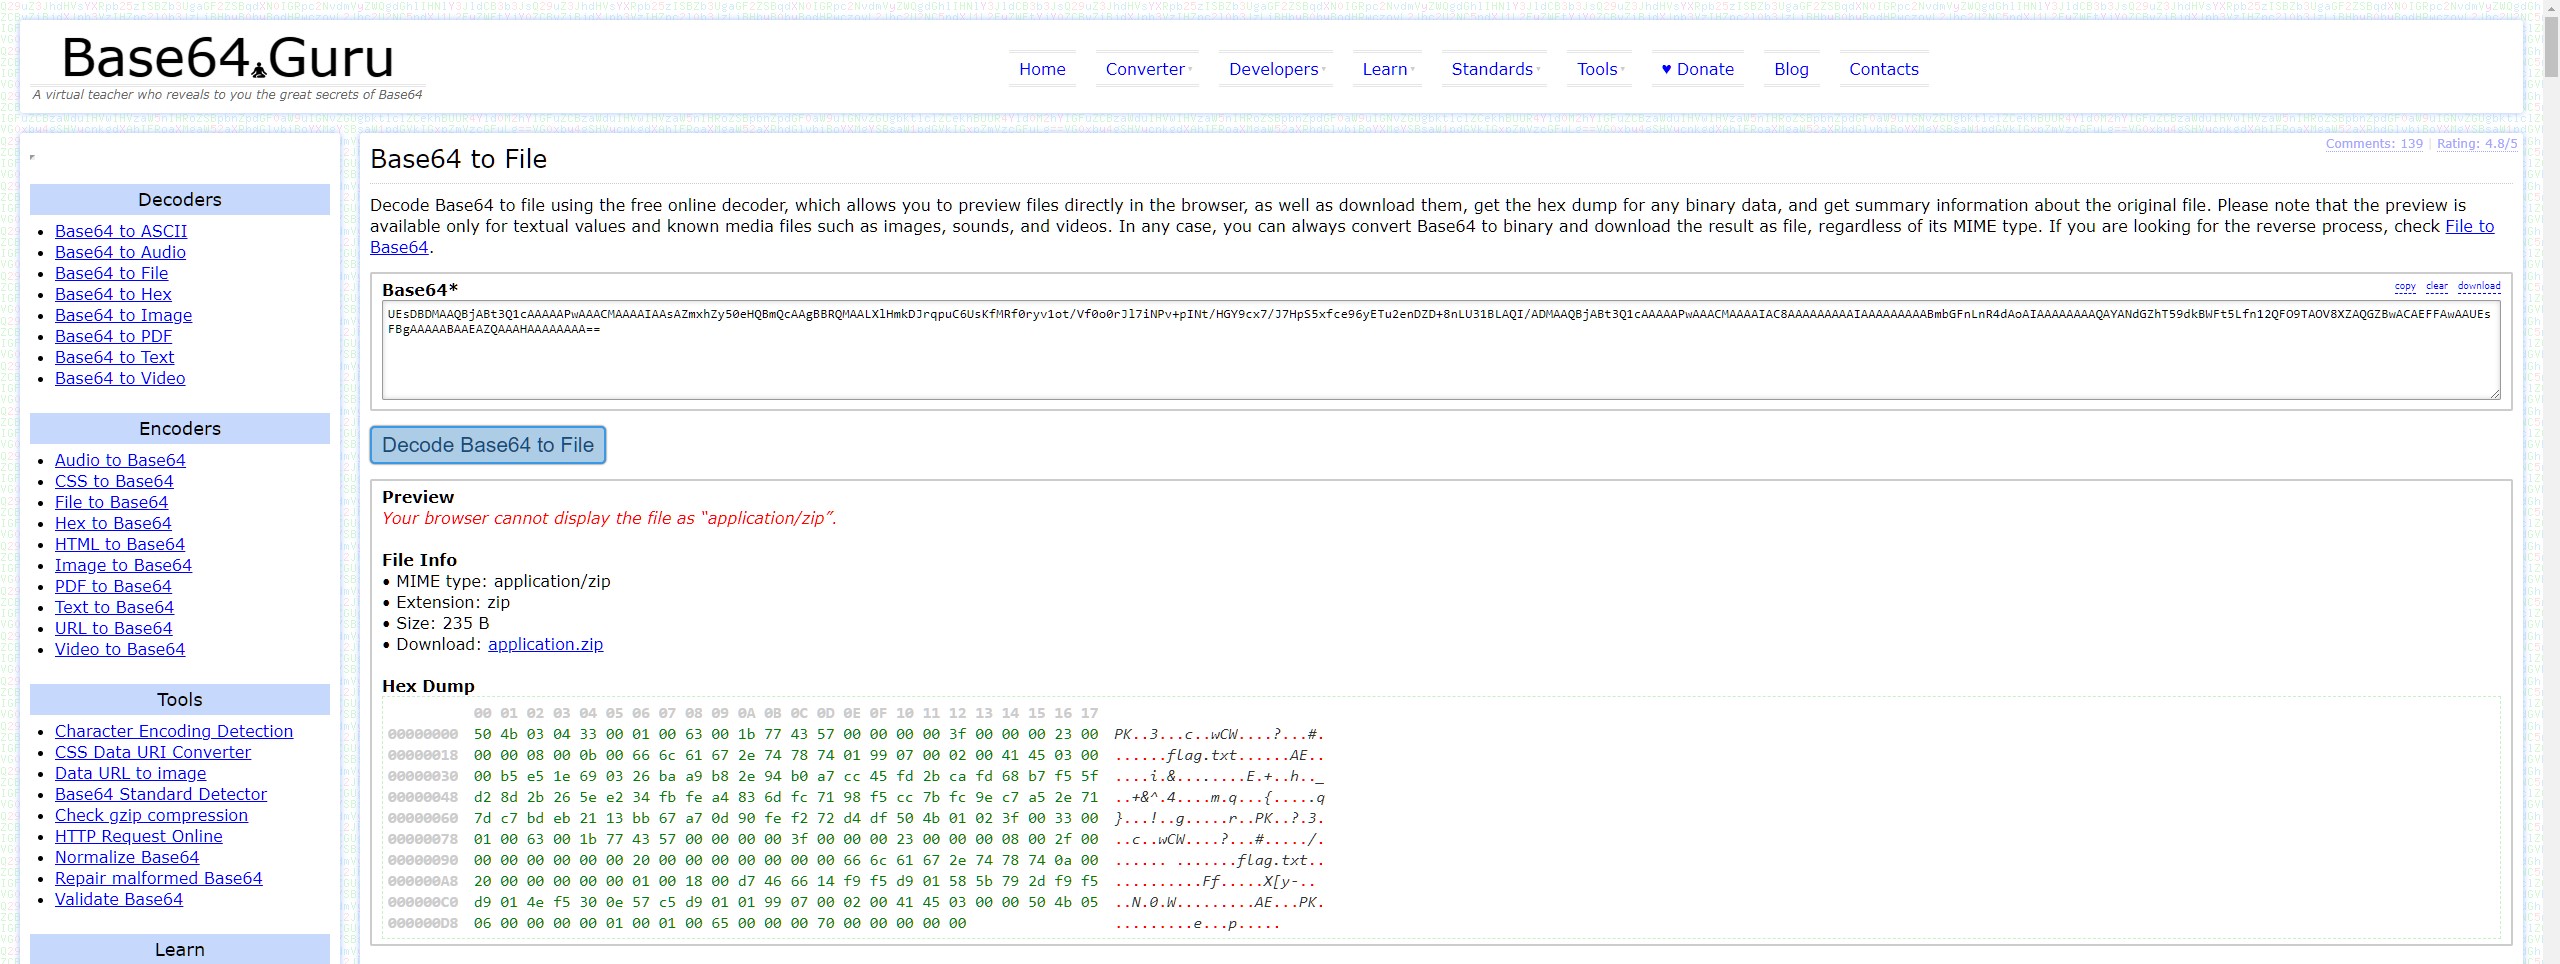 Base64.Guru
A virtual teacher who reveals to you the great secrets of Base64
Home Converter Developers Learn Standards Tools ♥ Donate Blog Contacts
Decoders
• Base64 to ASCII
• Base64 to Audio
• Base64 to File
• Base64 to Hex
• Base64 to Image
• Base64 to PDF
• Base64 to Text
• Base64 to Video
Encoders
• Audio to Base64
• CSS to Base64
• File to Base64
• Hex to Base64
• HTML to Base64
• Image to Base64
• PDF to Base64
• Text to Base64
• URL to Base64
• Video to Base64
Tools
• Character Encoding Detection
• CSS Data URI Converter
• Data URL to image
• Base64 Standard Detector
• Check gzip compression
• HTTP Request Online
• Normalize Base64
• Repair malformed Base64
• Validate Base64
Learn
Comments: 139 | Rating: 4.8/5
Base64 to File
Decode Base64 to file using the free online decoder, which allows you to preview files directly in the browser, as well as download them, get the hex dump for any binary data, and get summary information about the original file. Please note that the preview is
available only for textual values and known media files such as images, sounds, and videos. In any case, you can always convert Base64 to binary and download the result as file, regardless of its MIME type. If you are looking for the reverse process, check File to
Base64.
Base64* copy clear download
UEsDBDMAAQBjABt3Q1cAAAAAPwAAACMAAAAIAAsAZmxhZy50eHQBmQcAAgBBRQMAALXlHmkDJrqpuC6UsKfMRf0ryv1ot/Vf0o0rJl7iNPv+pINt/HGY9cx7/J7HpS5xfce96yETu2enDZD+8nLU31BLAQI/ADMAAQBjABt3Q1cAAAAAPwAAACMAAAAIAC8AAAAAAAAAIAAAAAAAAABmbGFnLnR4dAoAIAAAAAAAAQAYANdGZhT59dkBWFt5Lfn12QFO9TAOV8XZAQGZBwACAEFFAwAAUEs
FBgAAAAABAAEAZQAAAHAAAAAAAA==
Decode Base64 to File
Preview
Your browser cannot display the file as “application/zip”.
File Info
• MIME type: application/zip
• Extension: zip
• Size: 235 B
• Download: application.zip
Hex Dump
00 01 02 03 04 05 06 07 08 09 0A 0B 0C 0D 0E 0F 10 11 12 13 14 15 16 17
00000000 50 4b 03 04 33 00 01 00 63 00 1b 77 43 57 00 00 00 00 3f 00 00 00 23 00 PK..3...c..wCW....?...#.
00000018 00 00 08 00 0b 00 66 6c 61 67 2e 74 78 74 01 99 07 00 02 00 41 45 03 00 ......flag.txt......AE..
00000030 00 b5 e5 1e 69 03 26 ba a9 b8 2e 94 b0 a7 cc 45 fd 2b ca fd 68 b7 f5 5f ....i.&........E.+..h.._
00000048 d2 8d 2b 26 5e e2 34 fb fe a4 83 6d fc 71 98 f5 cc 7b fc 9e c7 a5 2e 71 ..+&^.4....m.q...{.....q
00000060 7d c7 bd eb 21 13 bb 67 a7 0d 90 fe f2 72 d4 df 50 4b 01 02 3f 00 33 00 }...!..g.....r..PK..?.3.
00000078 01 00 63 00 1b 77 43 57 00 00 00 00 3f 00 00 00 23 00 00 00 08 00 2f 00 ..c..wCW....?...#...../.
00000090 00 00 00 00 00 00 20 00 00 00 00 00 00 00 66 6c 61 67 2e 74 78 74 0a 00 ...... .......flag.txt..
000000A8 20 00 00 00 00 00 01 00 18 00 d7 46 66 14 f9 f5 d9 01 58 5b 79 2d f9 f5 ..........Ff.....X[y-..
000000C0 d9 01 4e f5 30 0e 57 c5 d9 01 01 99 07 00 02 00 41 45 03 00 00 50 4b 05 ..N.0.W.........AE...PK.
000000D8 06 00 00 00 00 01 00 01 00 65 00 00 00 70 00 00 00 00 00 .........e...p.....